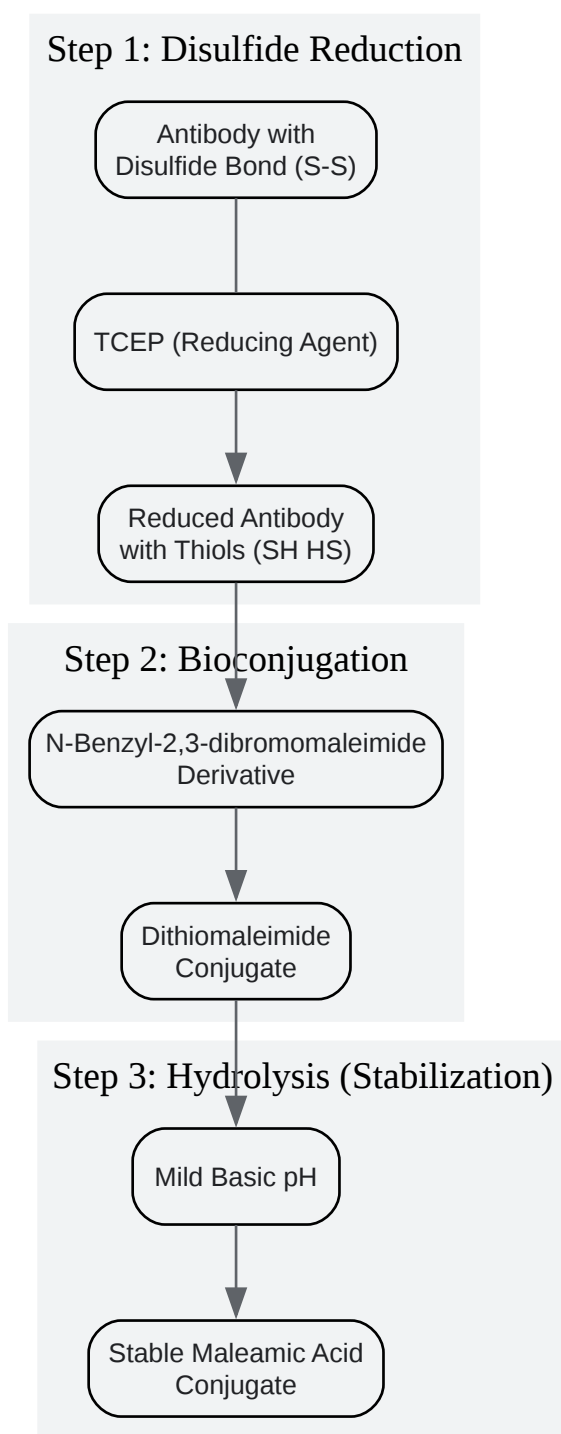 Step 1: Disulfide Reduction
Antibody with
Disulfide Bond (S-S)
TCEP (Reducing Agent)
Reduced Antibody
with Thiols (SH HS)
Step 2: Bioconjugation
N-Benzyl-2,3-dibromomaleimide
Derivative
Dithiomaleimide
Conjugate
Step 3: Hydrolysis (Stabilization)
Mild Basic pH
Stable Maleamic Acid
Conjugate